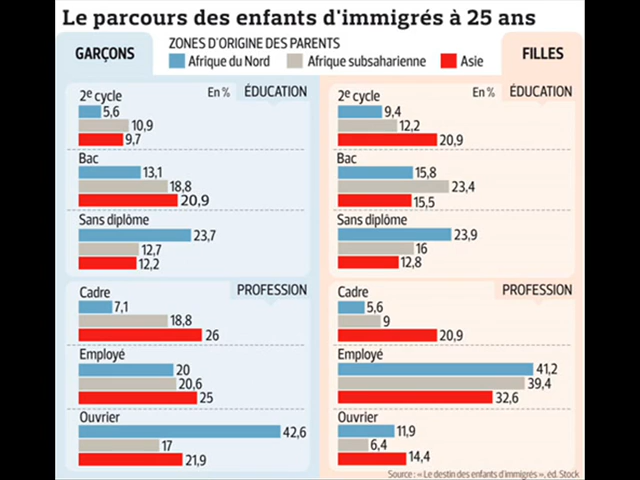 Le parcours des enfants d'immigrés à 25 ans
GARÇONS
ZONES D'ORIGINE DES PARENTS
Afrique du Nord Afrique subsaharienne Asie
FILLES
2e cycle En % ÉDUCATION
5,6
10,9
9,7
Bac
13,1
18,8
20,9
Sans diplôme
23,7
12,7
12,2
Cadre PROFESSION
7,1
18,8
26
Employé
20
20,6
25
Ouvrier
42,6
17
21,9
2e cycle En % ÉDUCATION
9,4
12,2
20,9
Bac
15,8
23,4
15,5
Sans diplôme
23,9
16
12,8
Cadre PROFESSION
5,6
9
20,9
Employé
41,2
39,4
32,6
Ouvrier
11,9
6,4
14,4
Source : « Le destin des enfants d'immigrés », éd. Stock